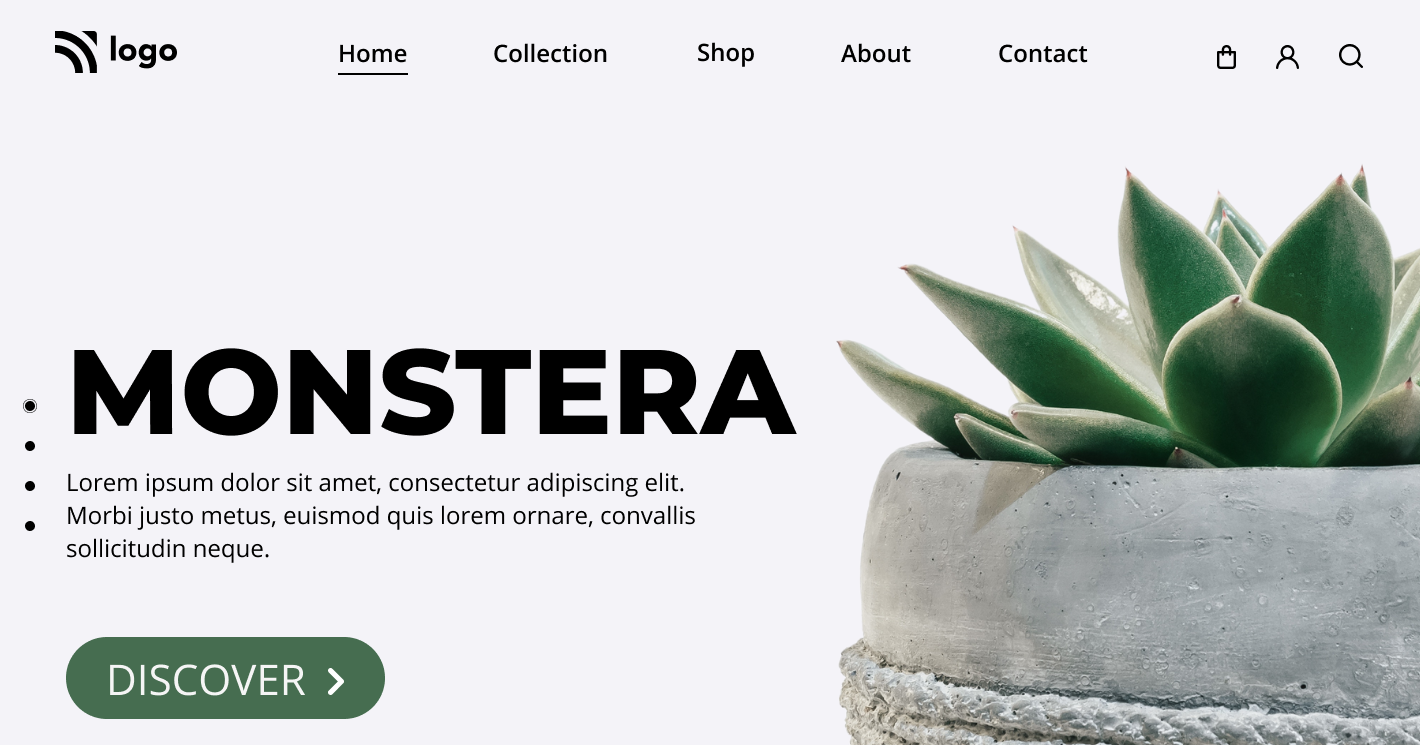 logo
Home Collection Shop About Contact
MONSTERA
Lorem ipsum dolor sit amet, consectetur adipiscing elit.
Morbi justo metus, euismod quis lorem ornare, convallis
sollicitudin neque.
DISCOVER